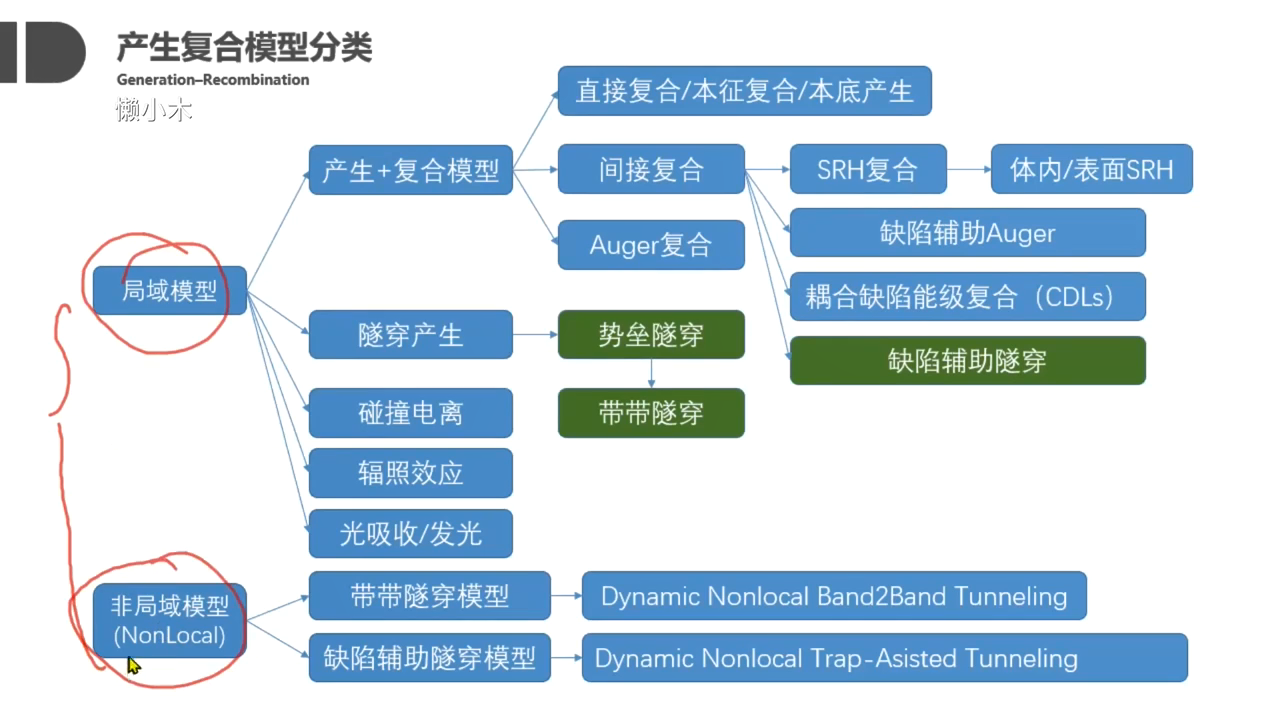 产生复合模型分类
Generation–Recombination
懒小木
直接复合/本征复合/本底产生
产生+复合模型
间接复合
SRH复合
体内/表面SRH
Auger复合
缺陷辅助Auger
局域模型
耦合缺陷能级复合（CDLs）
隧穿产生
势垒隧穿
缺陷辅助隧穿
碰撞电离
带带隧穿
辐照效应
光吸收/发光
非局域模型
(NonLocal)
带带隧穿模型
Dynamic Nonlocal Band2Band Tunneling
缺陷辅助隧穿模型
Dynamic Nonlocal Trap-Asisted Tunneling